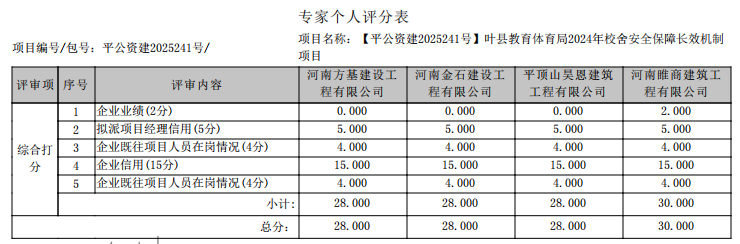 专家个人评分表
项目编号/包号：平公资建2025241号/
项目名称：【平公资建2025241号】叶县教育体育局2024年校舍安全保障长效机制
项目
评审项 序号 评审内容 河南方基建设工程有限公司 河南金石建设工程有限公司 平顶山昊恩建筑工程有限公司 河南睢商建筑工程有限公司
综合打分
1 企业业绩(2分) 0.000 0.000 0.000 2.000
2 拟派项目经理信用(5分) 5.000 5.000 5.000 5.000
3 企业既往项目人员在岗情况(4分) 4.000 4.000 4.000 4.000
4 企业信用(15分) 15.000 15.000 15.000 15.000
5 企业既往项目人员在岗情况(4分) 4.000 4.000 4.000 4.000
小计: 28.000 28.000 28.000 30.000
总分: 28.000 28.000 28.000 30.000